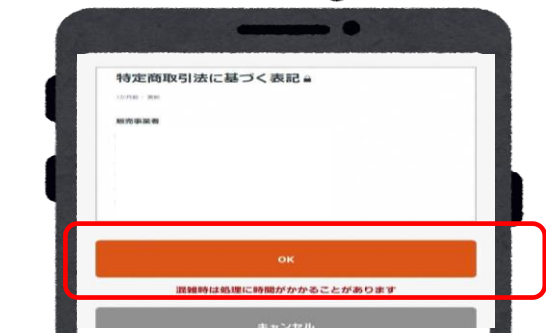 特定商取引法に基づく表記
販売事業者
OK
混雑時は処理に時間がかかることがあります
キャンセル